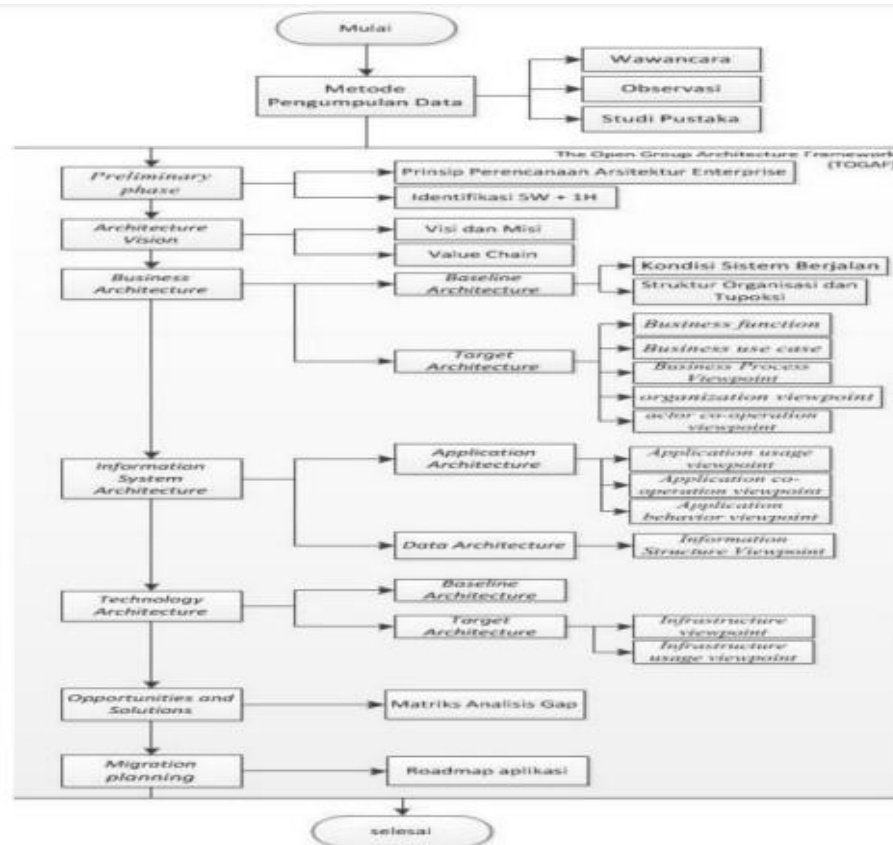 Mulai
Metode
Pengumpulan Data
Wawancara
Observasi
Studi Pustaka
The Open Group Architecture Framework
(TOGAF)
Preliminary
phase
Prinsip Perencanaan Arsitektur Enterprise
Identifikasi 5W + 1H
Architecture
Vision
Visi dan Misi
Value Chain
Business
Architecture
Baseline
Architecture
Kondisi Sistem Berjalan
Struktur Organisasi dan
Tupoksi
Target
Architecture
Business function
Business use case
Business Process
Viewpoint
organization viewpoint
actor co-operation
viewpoint
Information
System
Architecture
Application
Architecture
Application usage
viewpoint
Application co-
operation viewpoint
Application
behavior viewpoint
Data Architecture
Information
Structure Viewpoint
Technology
Architecture
Baseline
Architecture
Target
Architecture
Infrastructure
viewpoint
Infrastructure
usage viewpoint
Opportunities and
Solutions
Matriks Analisis Gap
Migration
planning
Roadmap aplikasi
selesai